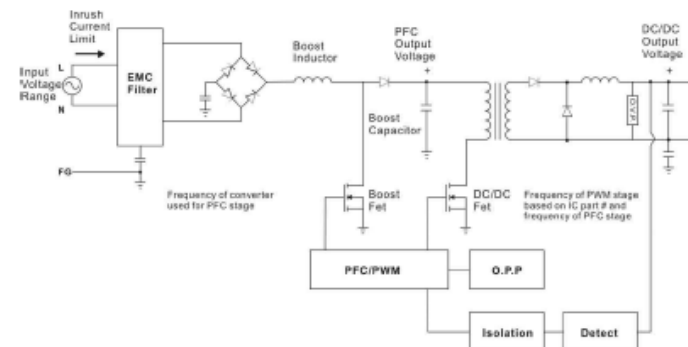 Inrush
Current
Limit
Input
Voltage
Range
L
N
FG
EMC
Filter
Boost
Inductor
PFC
Output
Voltage
+
DC/DC
Output
Voltage
+
Boost
Capacitor
O.V.P.
Frequency of converter
used for PFC stage
Boost
Fet
DC/DC
Fet
Frequency of PWM stage
based on IC part # and
frequency of PFC stage
PFC/PWM
O.P.P
Isolation
Detect